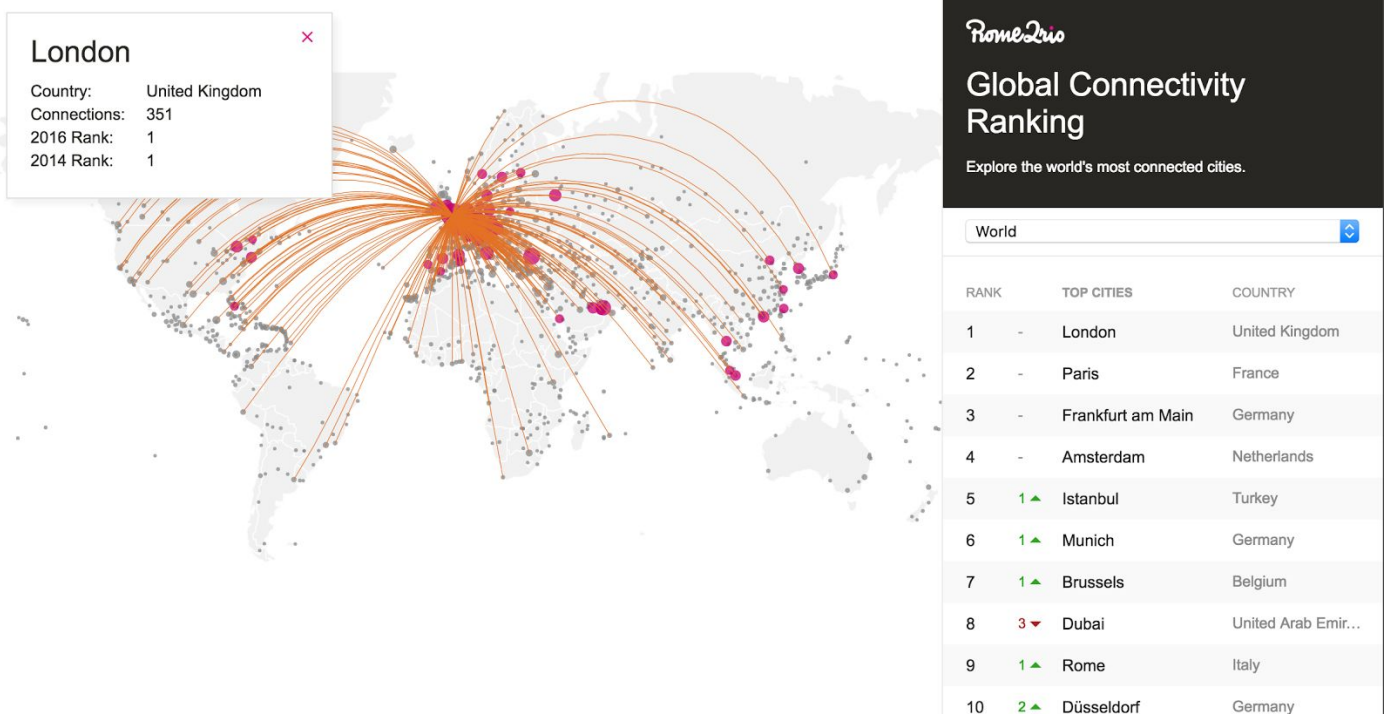 London
×
Country: United Kingdom
Connections: 351
2016 Rank: 1
2014 Rank: 1
Rome2rio
Global Connectivity
Ranking
Explore the world's most connected cities.
World
RANK TOP CITIES COUNTRY
1 - London United Kingdom
2 - Paris France
3 - Frankfurt am Main Germany
4 - Amsterdam Netherlands
5 1 ▲ Istanbul Turkey
6 1 ▲ Munich Germany
7 1 ▲ Brussels Belgium
8 3 ▼ Dubai United Arab Emir...
9 1 ▲ Rome Italy
10 2 ▲ Düsseldorf Germany